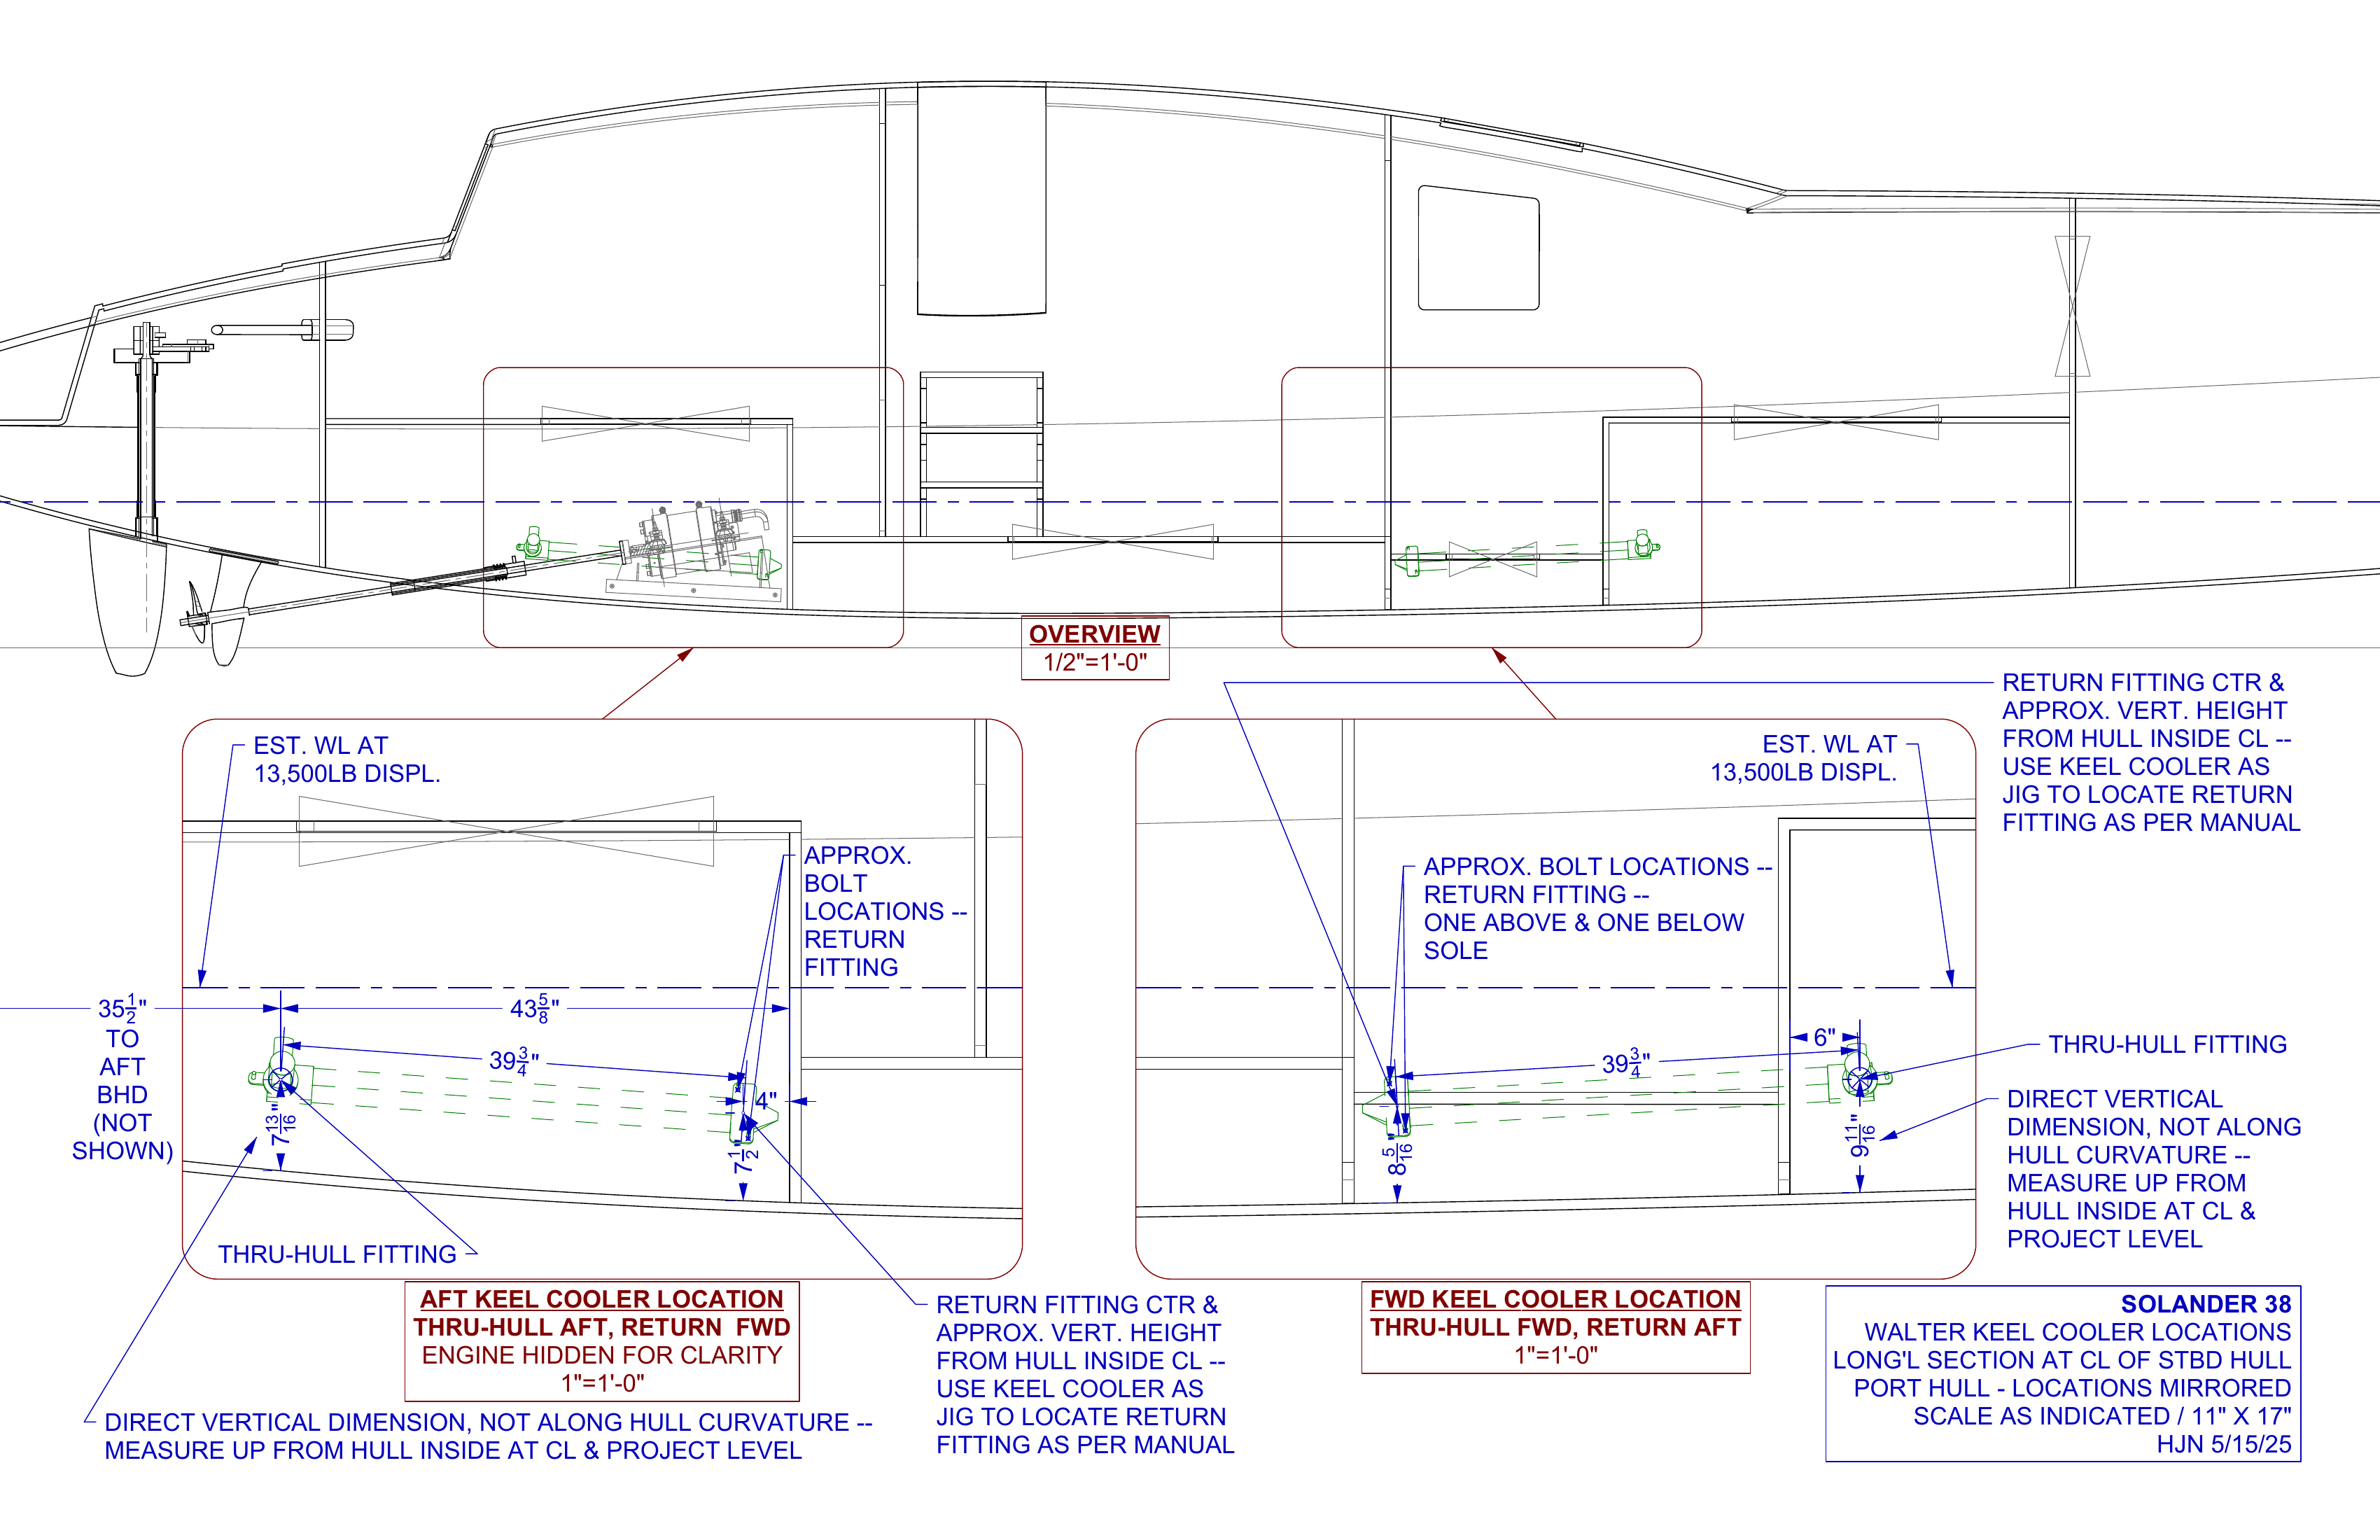 OVERVIEW
1/2"=1'-0"
RETURN FITTING CTR &
APPROX. VERT. HEIGHT
FROM HULL INSIDE CL --
USE KEEL COOLER AS
JIG TO LOCATE RETURN
FITTING AS PER MANUAL
EST. WL AT
13,500LB DISPL.
APPROX.
BOLT
LOCATIONS --
RETURN
FITTING
35 1/2"
TO
AFT
BHD
(NOT
SHOWN)
43 5/8"
39 3/4"
4"
7 13/16"
7 1/2"
THRU-HULL FITTING
EST. WL AT
13,500LB DISPL.
APPROX. BOLT LOCATIONS --
RETURN FITTING --
ONE ABOVE & ONE BELOW
SOLE
39 3/4"
6"
8 5/16"
9 11/16"
THRU-HULL FITTING
DIRECT VERTICAL
DIMENSION, NOT ALONG
HULL CURVATURE --
MEASURE UP FROM
HULL INSIDE AT CL &
PROJECT LEVEL
AFT KEEL COOLER LOCATION
THRU-HULL AFT, RETURN FWD
ENGINE HIDDEN FOR CLARITY
1"=1'-0"
DIRECT VERTICAL DIMENSION, NOT ALONG HULL CURVATURE --
MEASURE UP FROM HULL INSIDE AT CL & PROJECT LEVEL
RETURN FITTING CTR &
APPROX. VERT. HEIGHT
FROM HULL INSIDE CL --
USE KEEL COOLER AS
JIG TO LOCATE RETURN
FITTING AS PER MANUAL
FWD KEEL COOLER LOCATION
THRU-HULL FWD, RETURN AFT
1"=1'-0"
SOLANDER 38
WALTER KEEL COOLER LOCATIONS
LONG'L SECTION AT CL OF STBD HULL
PORT HULL - LOCATIONS MIRRORED
SCALE AS INDICATED / 11" X 17"
HJN 5/15/25